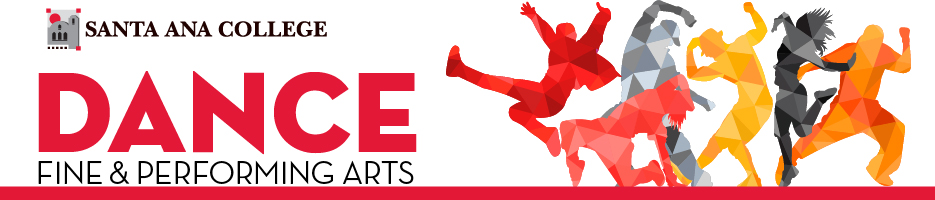 SANTA ANA COLLEGE
DANCE
FINE & PERFORMING ARTS